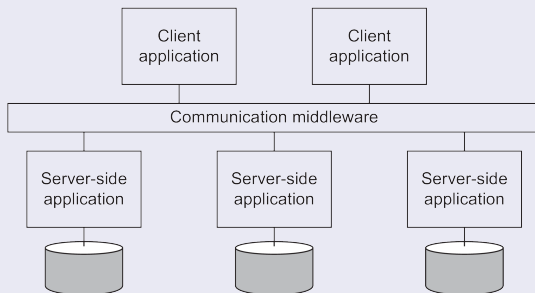 Client
application
Client
application
Communication middleware
Server-side
application
Server-side
application
Server-side
application